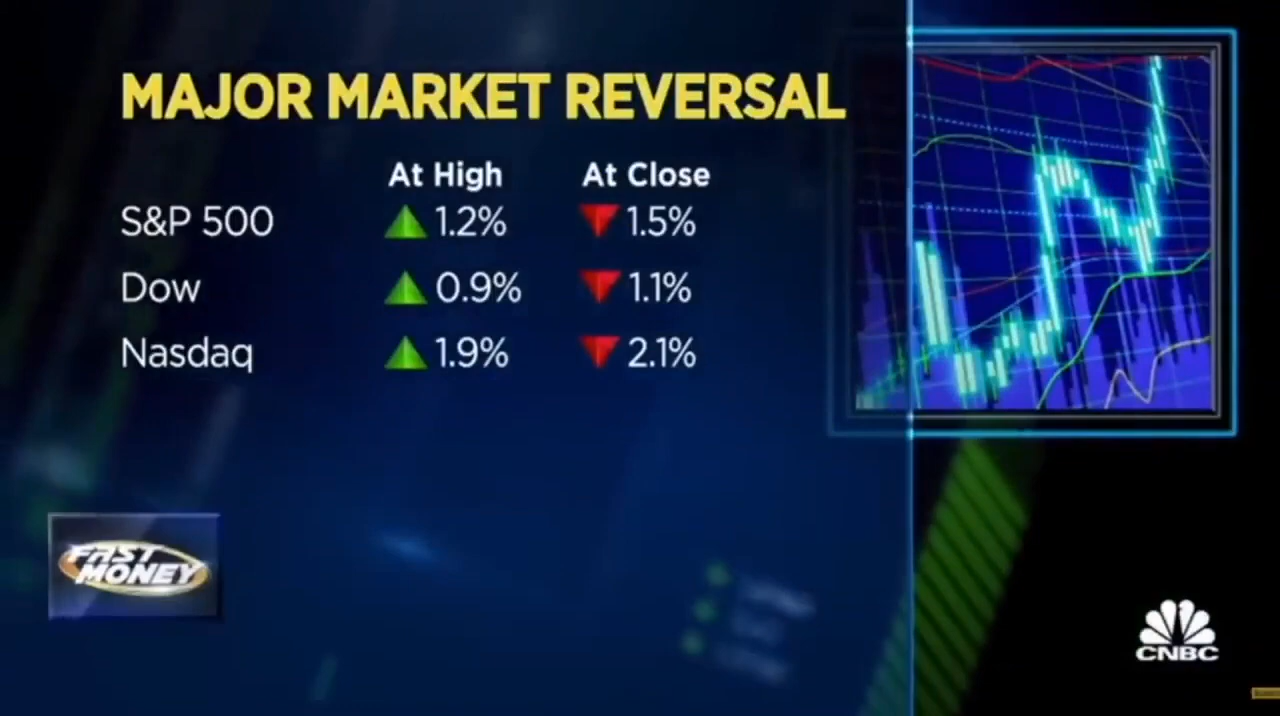 MAJOR MARKET REVERSAL
At High At Close
S&P 500 1.2% 1.5%
Dow 0.9% 1.1%
Nasdaq 1.9% 2.1%
FAST
MONEY
CNBC